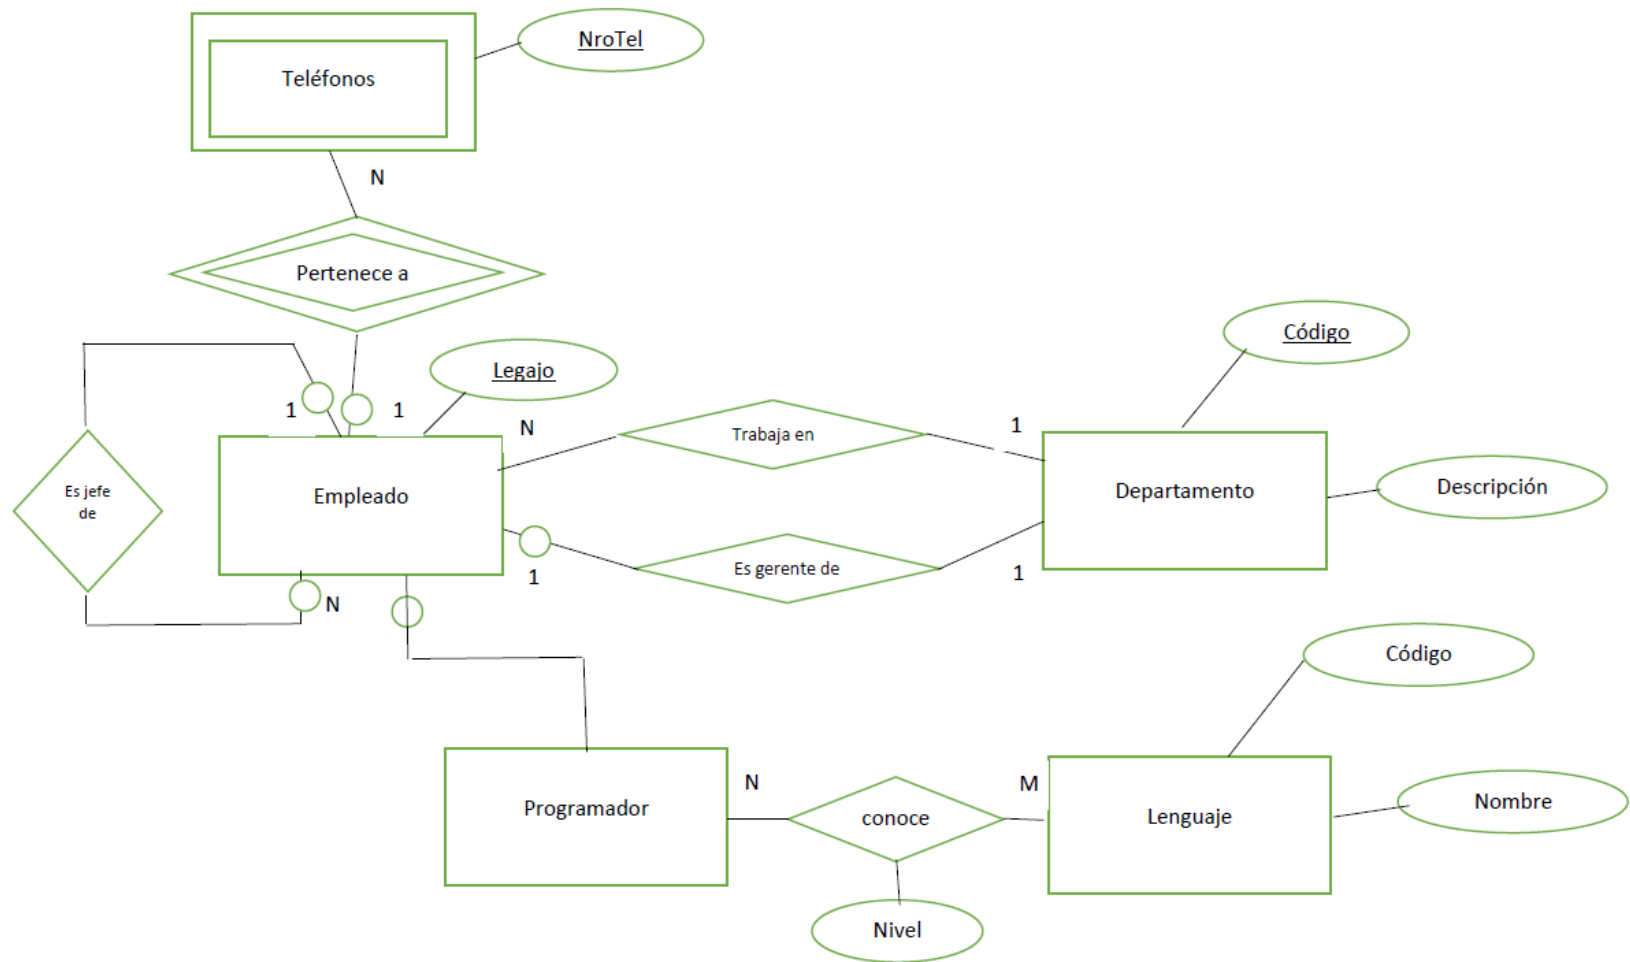 NroTel
Teléfonos
N
Pertenece a
Código
Legajo
1
1
N
Trabaja en
1
Es jefe
de
Empleado
Departamento
Descripción
1
Es gerente de
1
N
Código
Programador
N
conoce
M
Lenguaje
Nombre
Nivel